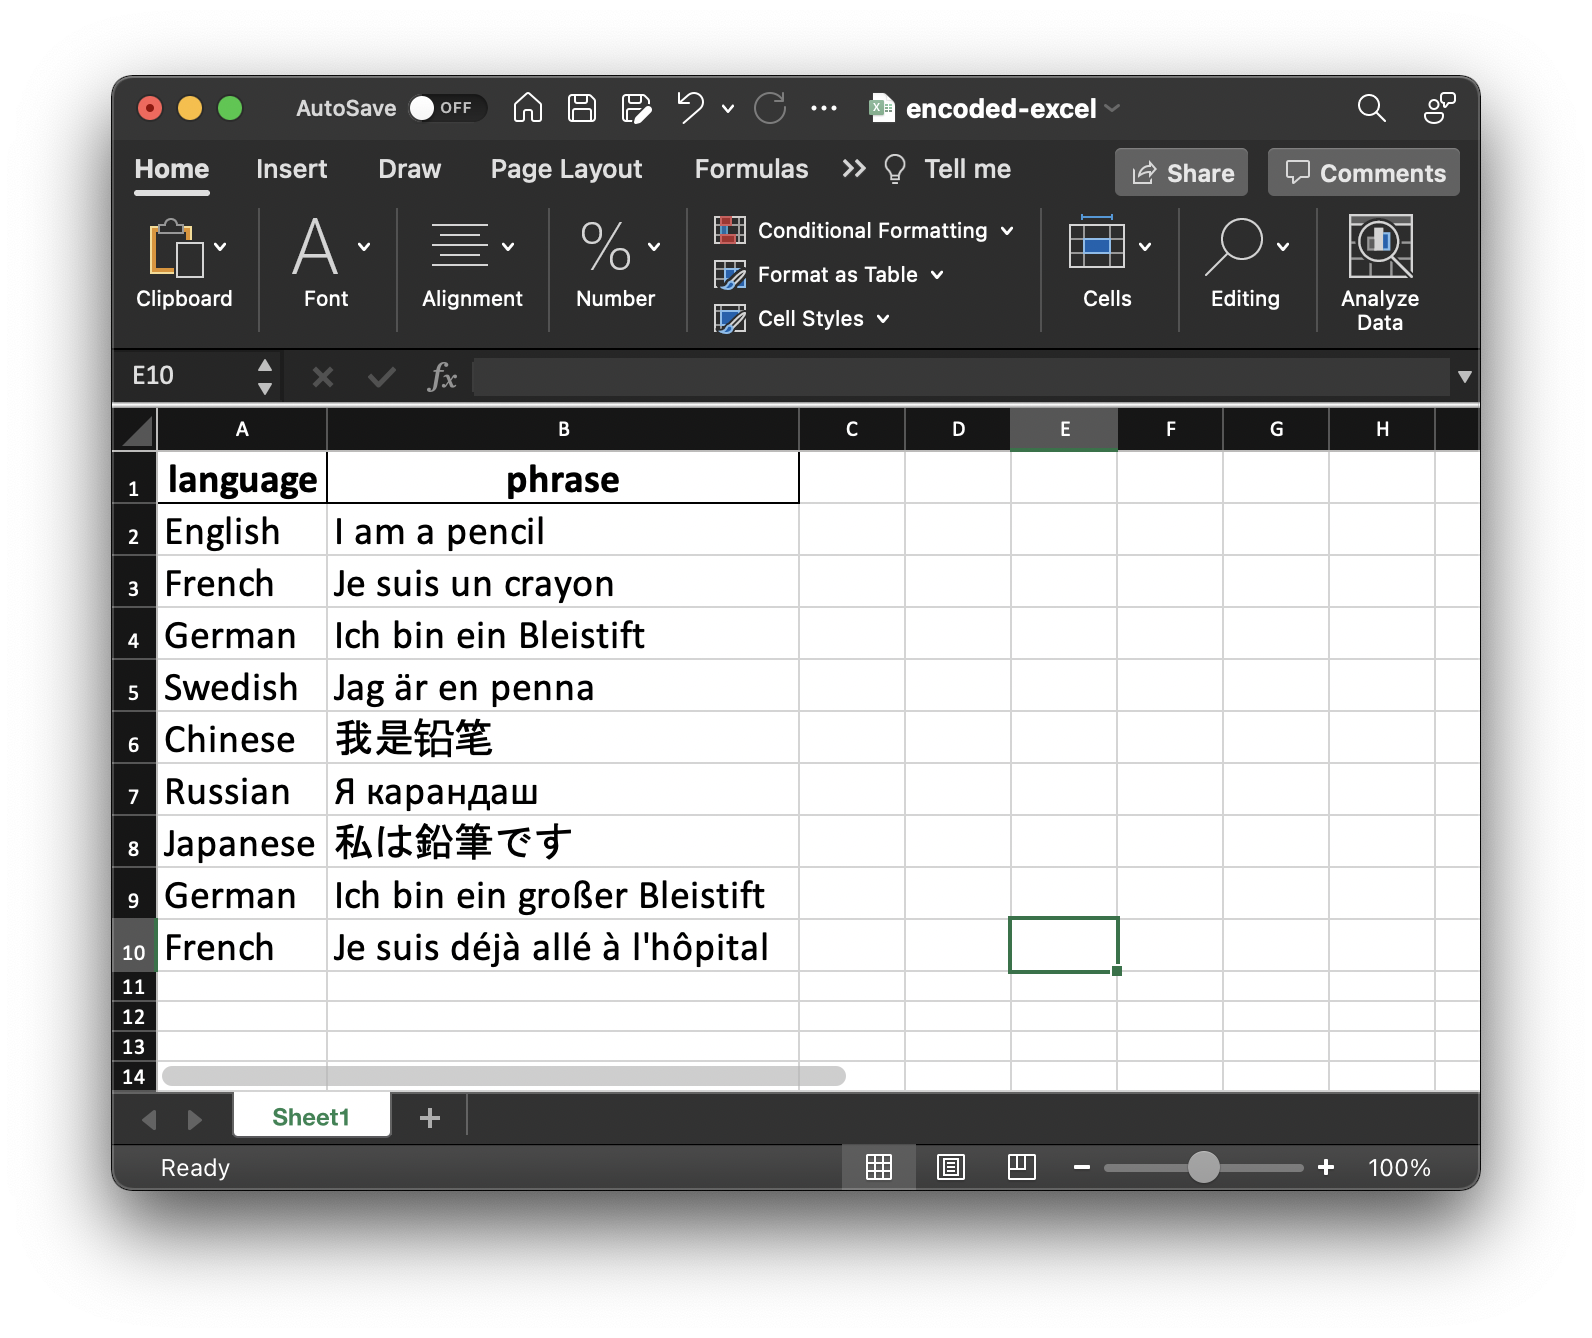 AutoSave OFF encoded-excel
Home Insert Draw Page Layout Formulas Tell me Share Comments
Clipboard Font Alignment Number
Conditional Formatting
Format as Table
Cell Styles
Cells Editing Analyze Data
E10 fx
A B C D E F G H
1 language phrase
2 English I am a pencil
3 French Je suis un crayon
4 German Ich bin ein Bleistift
5 Swedish Jag är en penna
6 Chinese 我是铅笔
7 Russian Я карандаш
8 Japanese 私は鉛筆です
9 German Ich bin ein großer Bleistift
10 French Je suis déjà allé à l'hôpital
11
12
13
14
Sheet1
Ready 100%